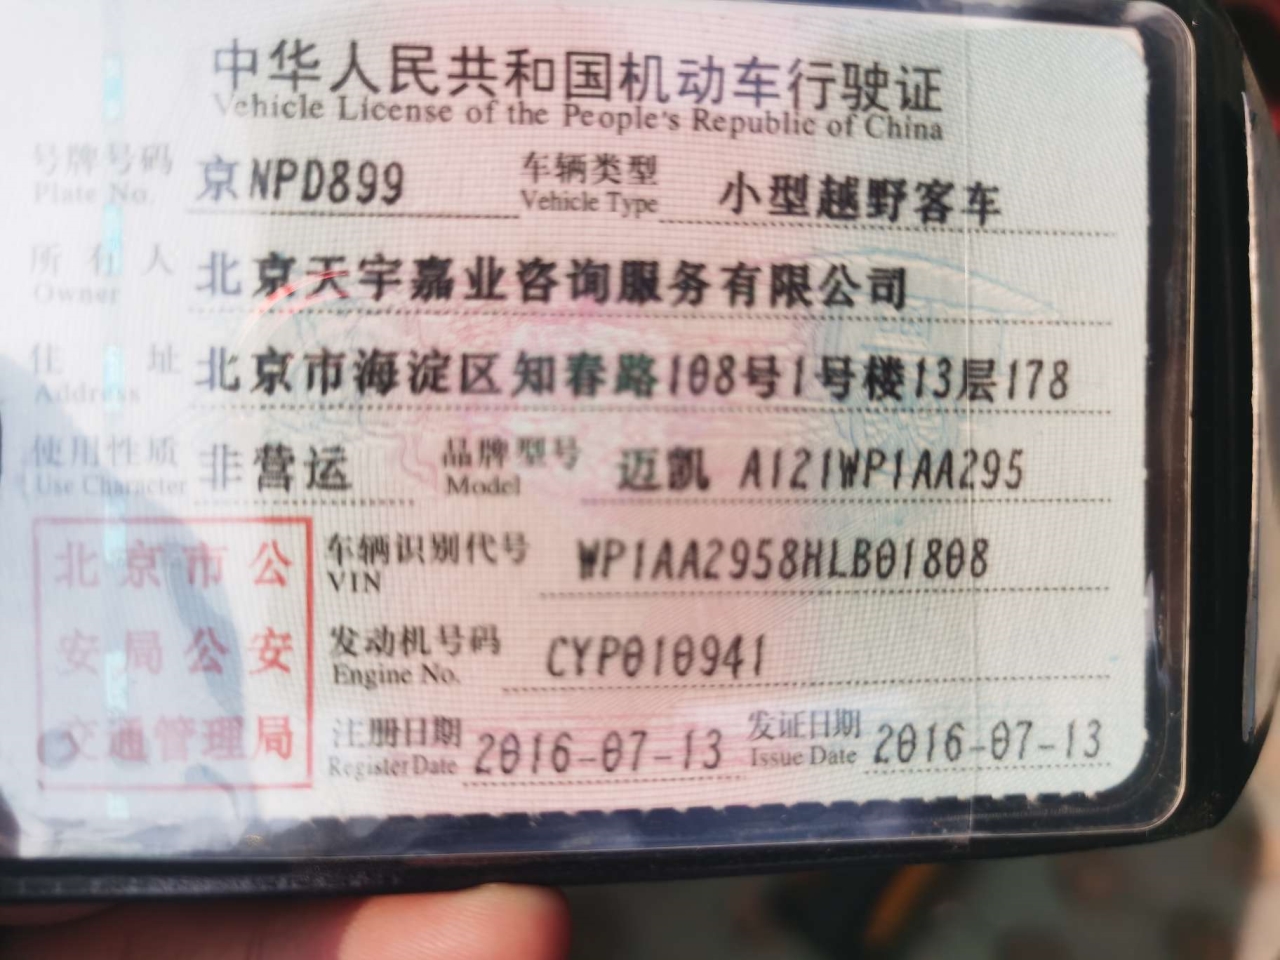 中华人民共和国机动车行驶证
Vehicle License of the People's Republic of China
号牌号码 京NPD899 车辆类型 小型越野客车
Plate No. Vehicle Type
所有人 北京天宇嘉业咨询服务有限公司
Owner
住址 北京市海淀区知春路108号1号楼13层178
Address
使用性质 非营运 品牌型号 迈凯 A121WP1AA295
Use Character Model
北京市公
安局公安
交通管理局
车辆识别代号 WP1AA2958HLB01808
VIN
发动机号码 CYP010941
Engine No.
注册日期 2016-07-13 发证日期 2016-07-13
Register Date Issue Date